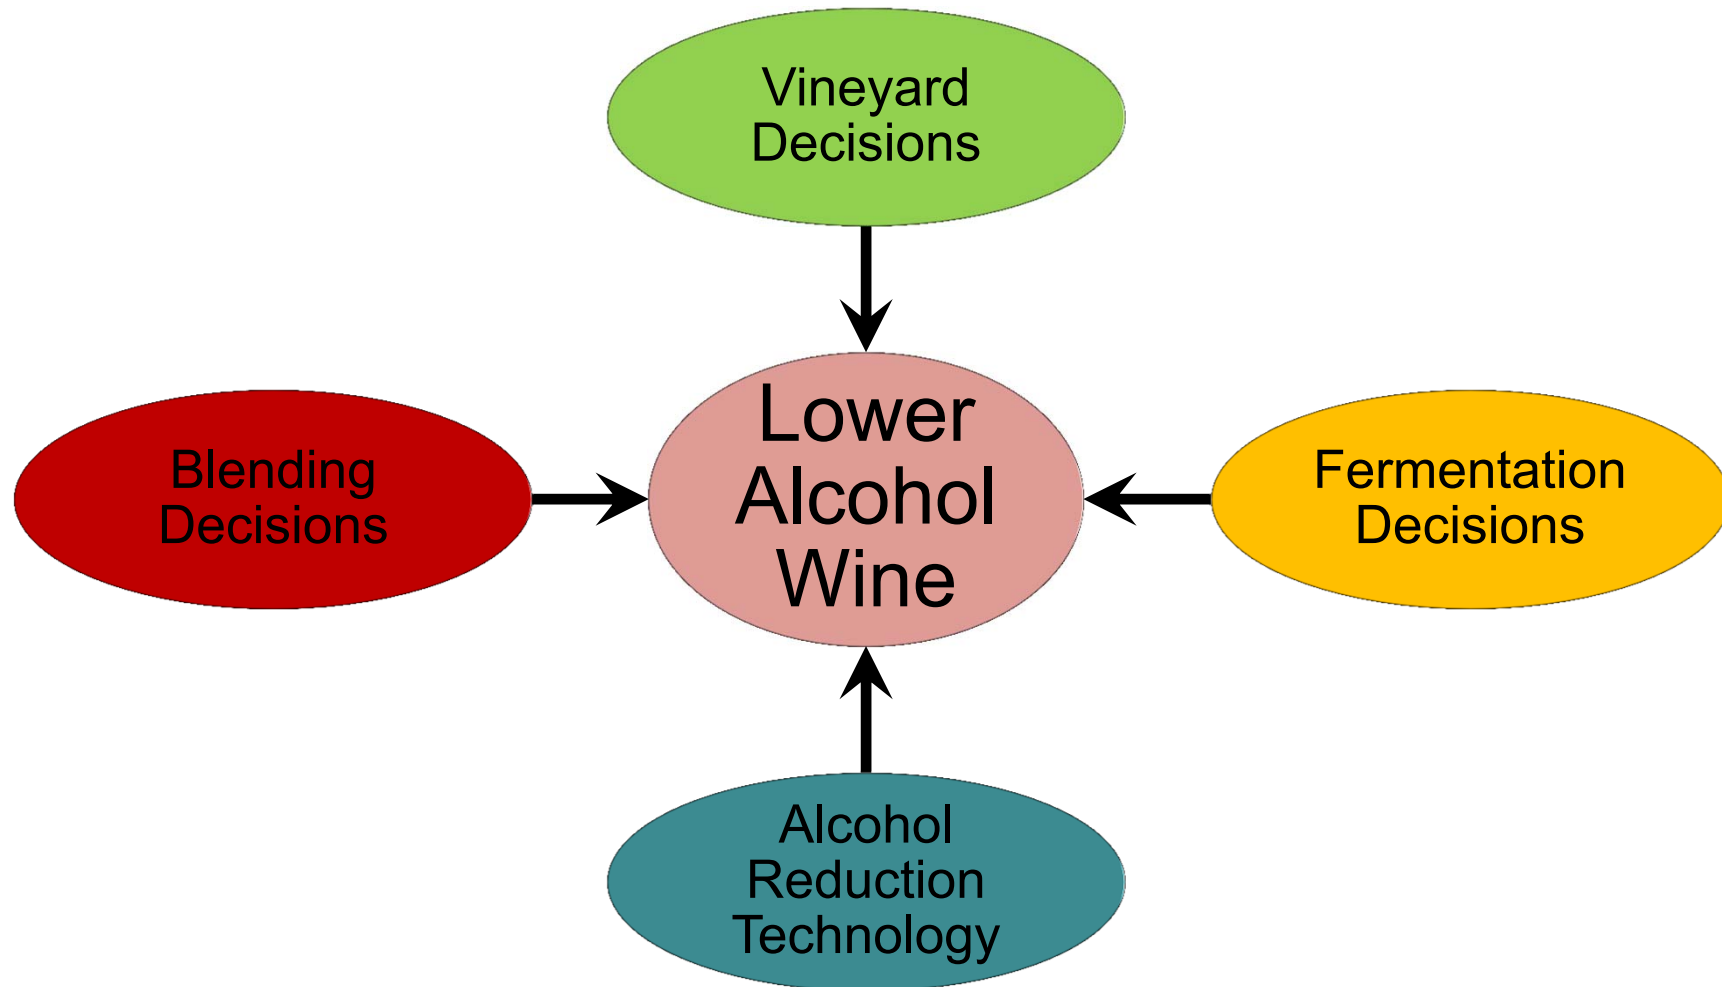 Vineyard
Decisions
Blending
Decisions
Lower
Alcohol
Wine
Fermentation
Decisions
Alcohol
Reduction
Technology